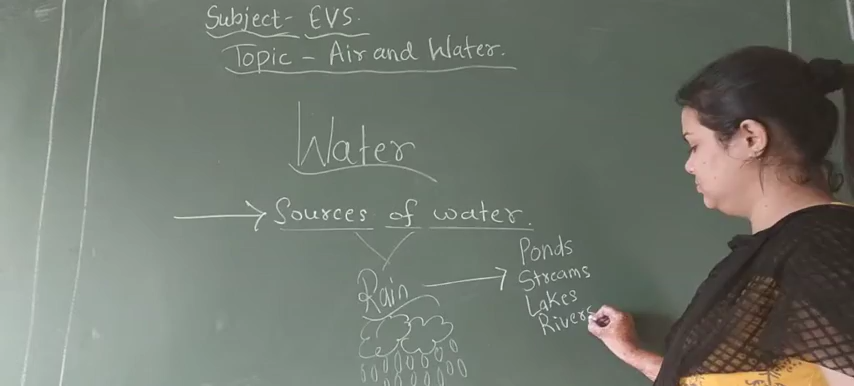 Subject- EVS.
Topic - Air and Water.
Water
Sources of water.
Rain
Ponds
Streams
Lakes
Rivers